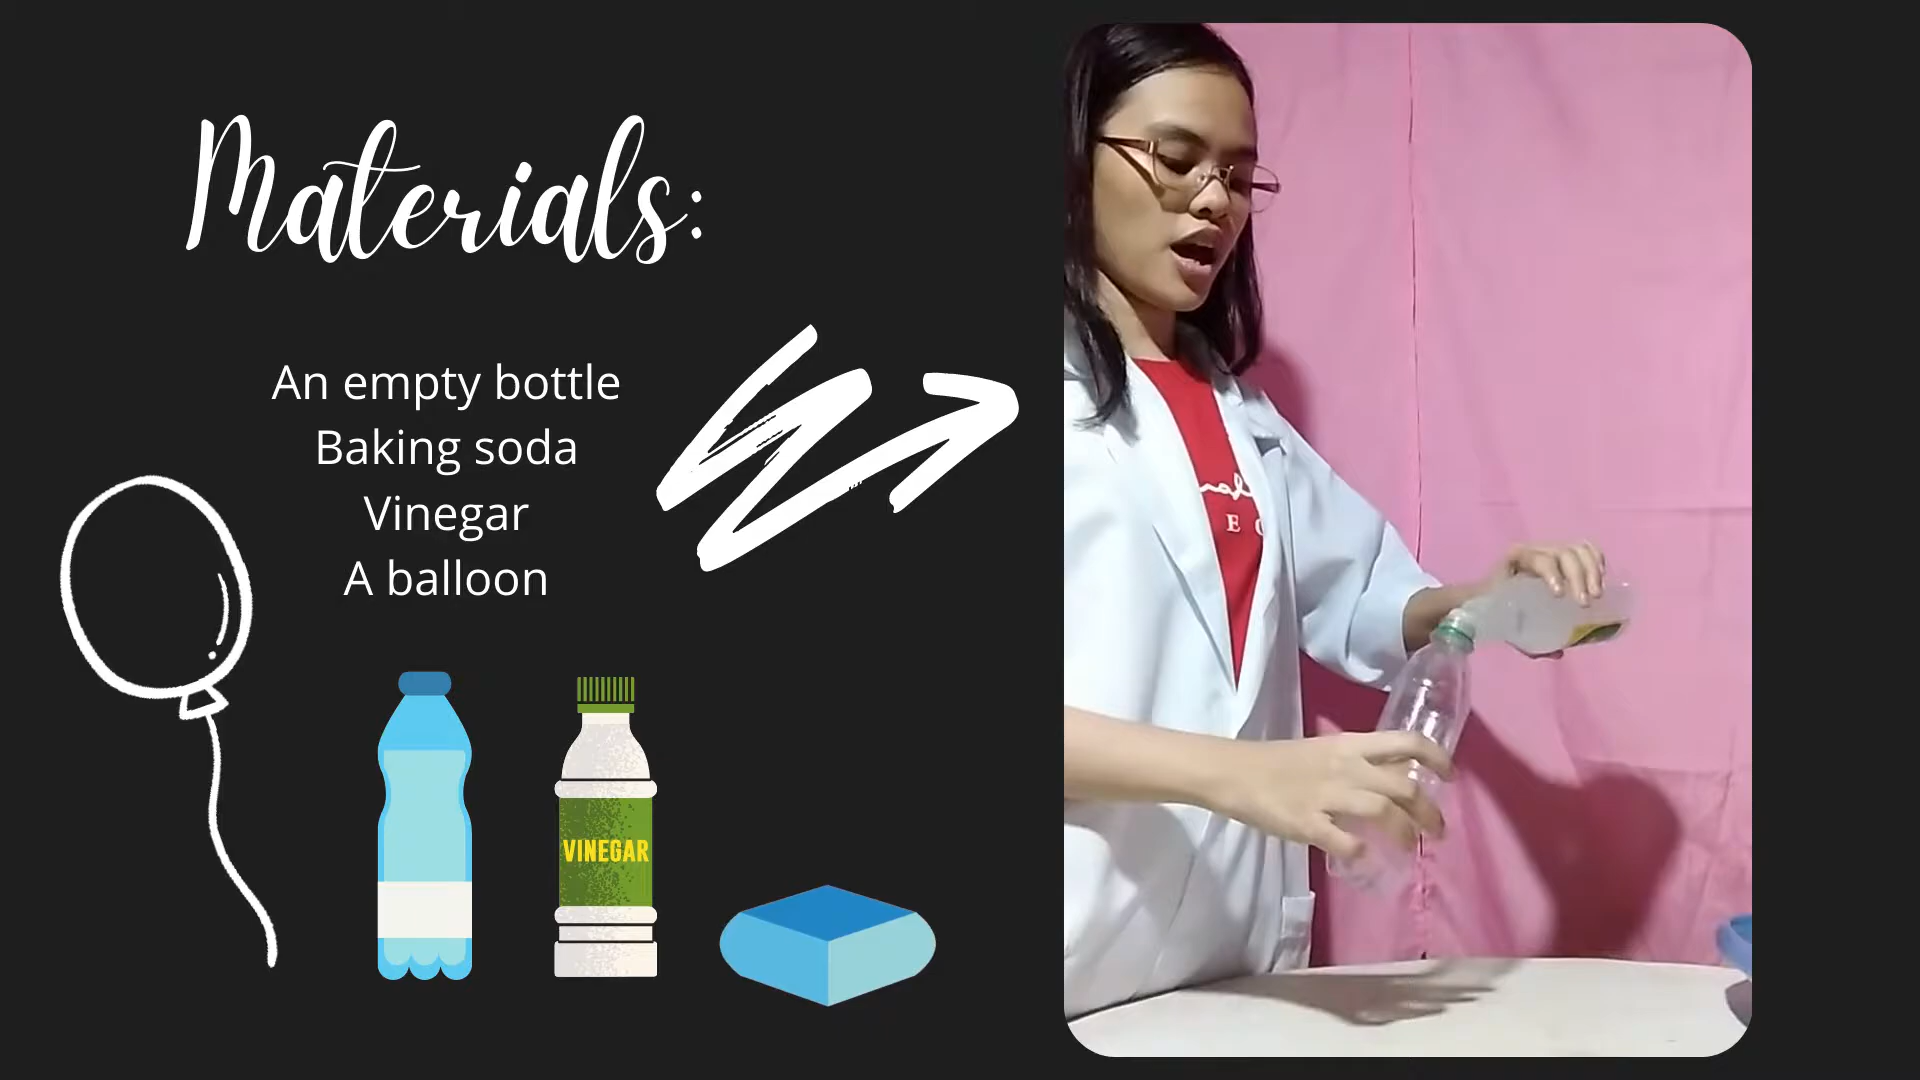 Materials:
An empty bottle
Baking soda
Vinegar
A balloon
VINEGAR